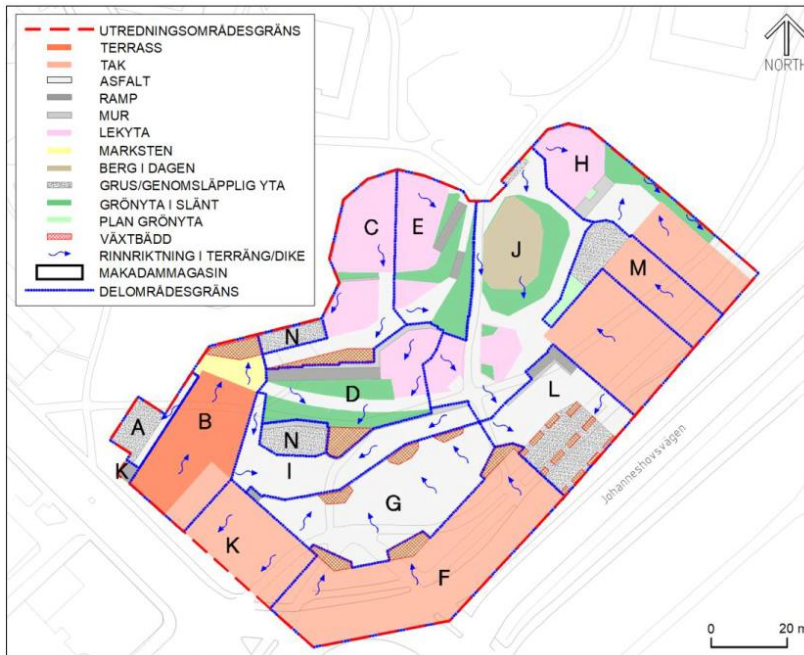 UTREDNINGSOMRÅDESGRÄNS
TERRASS
TAK
ASFALT
RAMP
MUR
LEKYTA
MARKSTEN
BERG I DAGEN
GRUS/GENOMSLÄPPLIG YTA
GRÖNYTA I SLÄNT
PLAN GRÖNYTA
VÄXTBÄDD
RINNRIKTNING I TERRÄNG/DIKE
MAKADAMMAGASIN
DELOMRÅDESGRÄNS
NORTH
H
C
E
J
M
N
D
L
A
B
K
N
I
G
K
F
Johanneshovsvägen
0 20 m